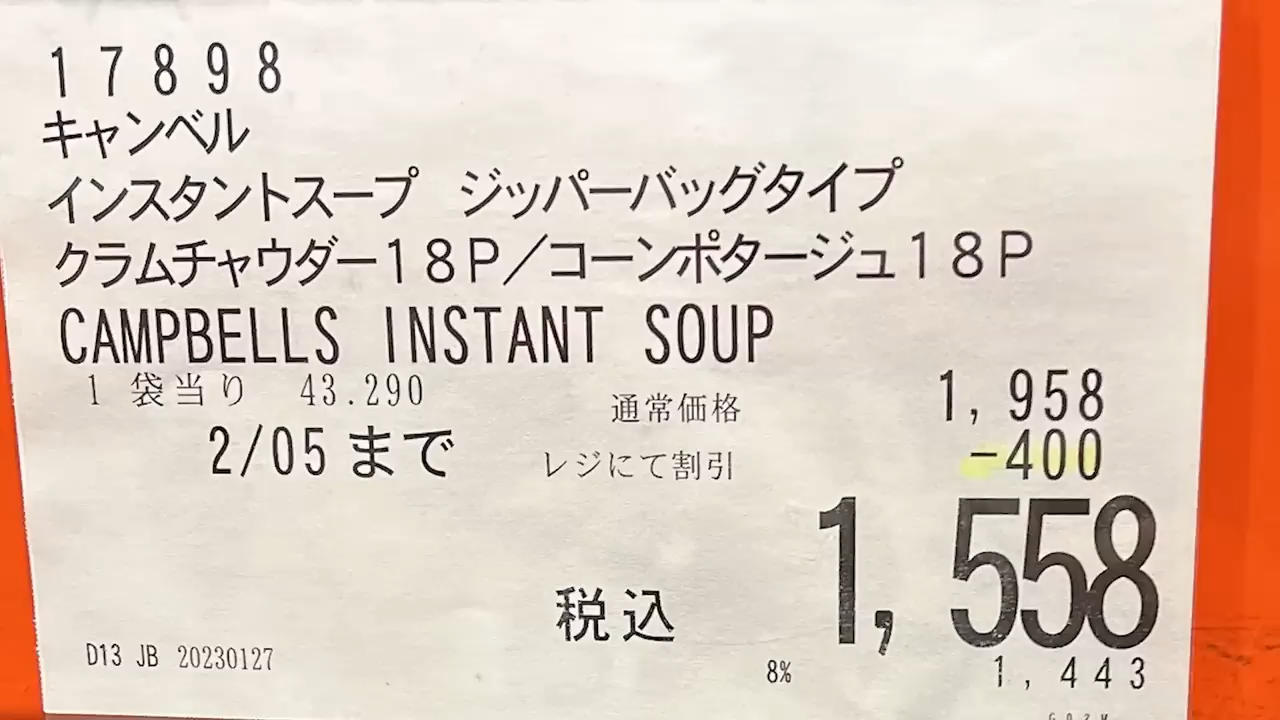 17898
キャンベル
インスタントスープ ジッパーバッグタイプ
クラムチャウダー18P/コーンポタージュ18P
CAMPBELLS INSTANT SOUP
1 袋当り 43.290
通常価格 1,958
2/05まで レジにて割引 -400
税込 1,558
D13 JB 20230127
8% 1,443